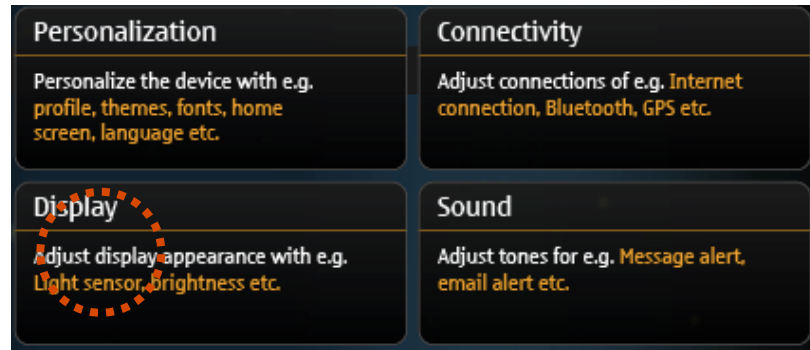 Personalization
Personalize the device with e.g.
profile, themes, fonts, home
screen, language etc.
Connectivity
Adjust connections of e.g. Internet
connection, Bluetooth, GPS etc.
Display
Adjust display appearance with e.g.
Light sensor, brightness etc.
Sound
Adjust tones for e.g. Message alert,
email alert etc.